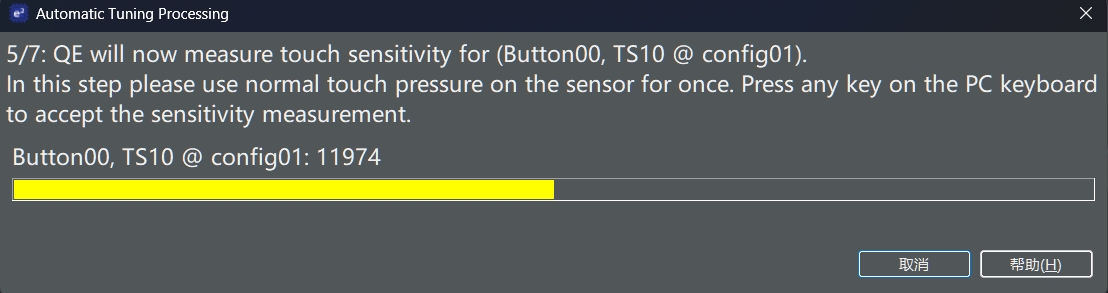 e²
Automatic Tuning Processing
5/7: QE will now measure touch sensitivity for (Button00, TS10 @ config01).
In this step please use normal touch pressure on the sensor for once. Press any key on the PC keyboard
to accept the sensitivity measurement.
Button00, TS10 @ config01: 11974
取消
帮助(H)